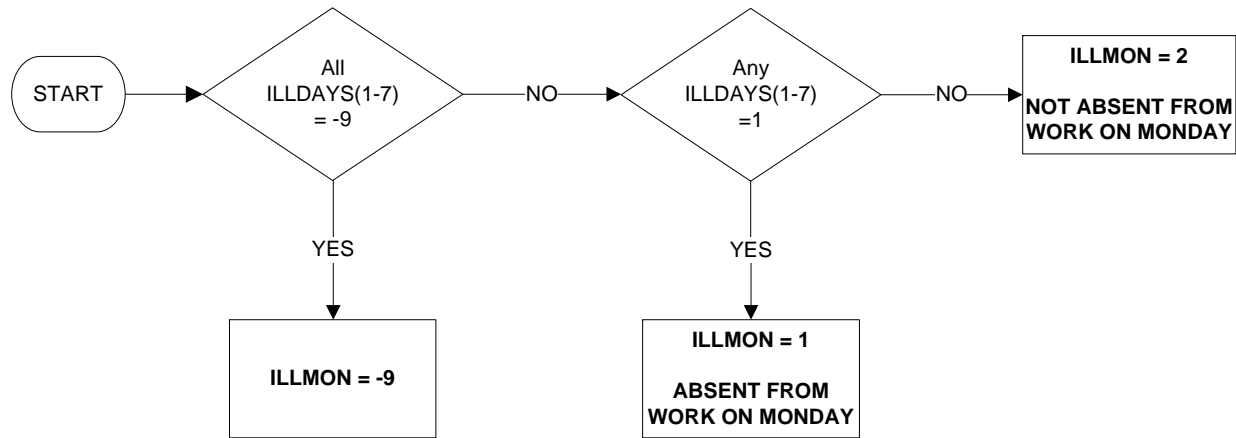 START
All
ILLDAYS(1-7)
= -9
NO
Any
ILLDAYS(1-7)
=1
NO
ILLMON = 2
NOT ABSENT FROM
WORK ON MONDAY
YES
YES
ILLMON = -9
ILLMON = 1
ABSENT FROM
WORK ON MONDAY